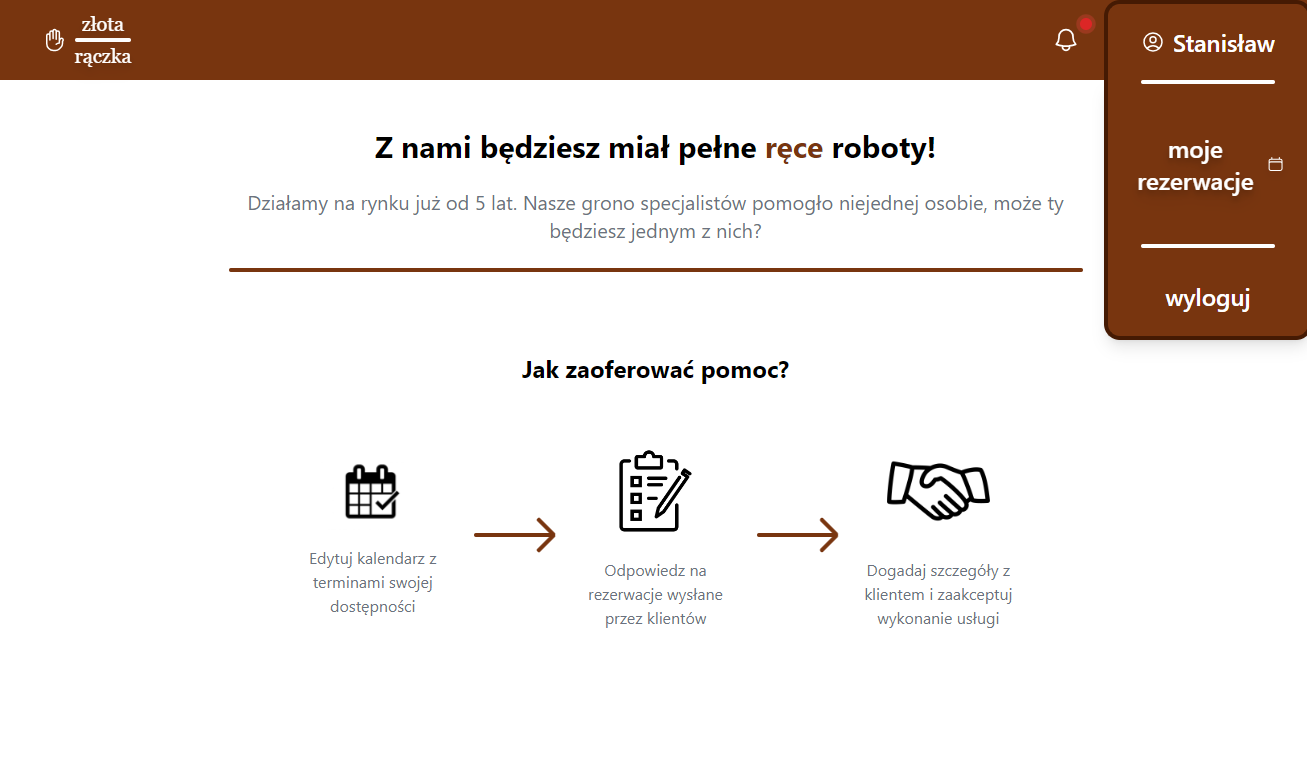 złota
rączka
Stanisław
moje
rezerwacje
wyloguj
Z nami będziesz miał pełne ręce roboty!
Działamy na rynku już od 5 lat. Nasze grono specjalistów pomogło niejednej osobie, może ty
będziesz jednym z nich?
Jak zaoferować pomoc?
Edytuj kalendarz z
terminami swojej
dostępności
Odpowiedz na
rezerwacje wysłane
przez klientów
Dogadaj szczegóły z
klientem i zaakceptuj
wykonanie usługi